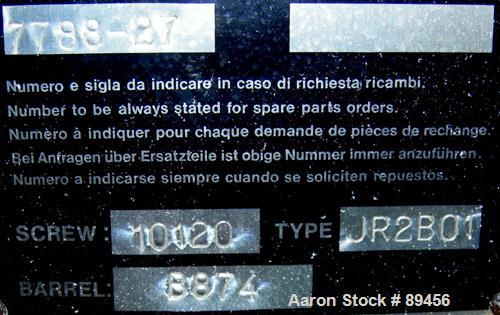 7788-27
Numero e sigla da indicare in caso di richiesta ricambi.
Number to be always stated for spare parts orders.
Numéro à indiquer pour chaque demande de pièces de rechange.
Bei Anfragen über Ersatzteile ist obige Nummer immer anzuführen.
Numero a indicarse siempre cuando se soliciten repuestos.
SCREW: 10120 TYPE JR2B01
BARREL: B874
Aaron Stock # 89456